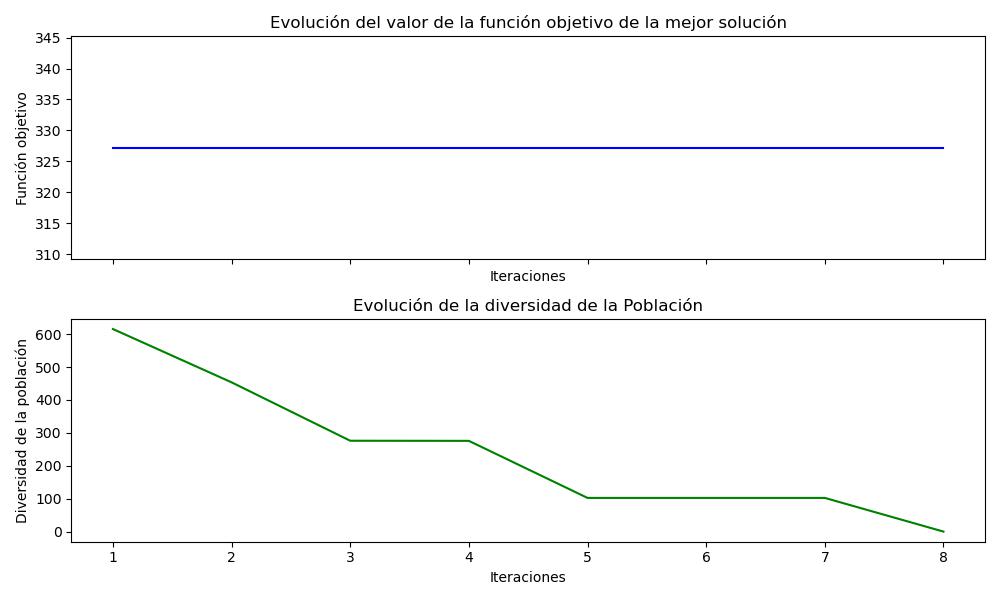 Evolución del valor de la función objetivo de la mejor solución
Función objetivo
345
340
335
330
325
320
315
310
Iteraciones
Evolución de la diversidad de la Población
Diversidad de la población
600
500
400
300
200
100
0
1 2 3 4 5 6 7 8
Iteraciones